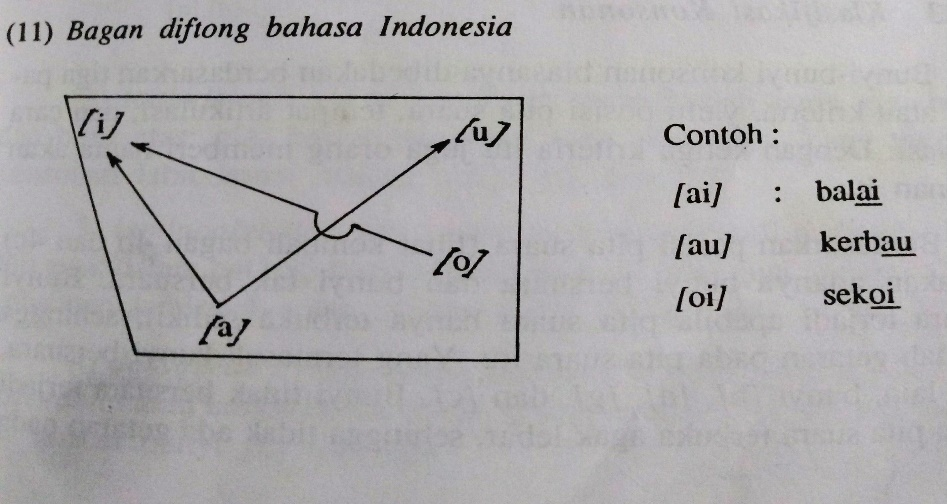 (11) Bagan diftong bahasa Indonesia
[i]
[u]
[o]
[a]
Contoh :
[ai] : balai
[au] kerbau
[oi] sekoi